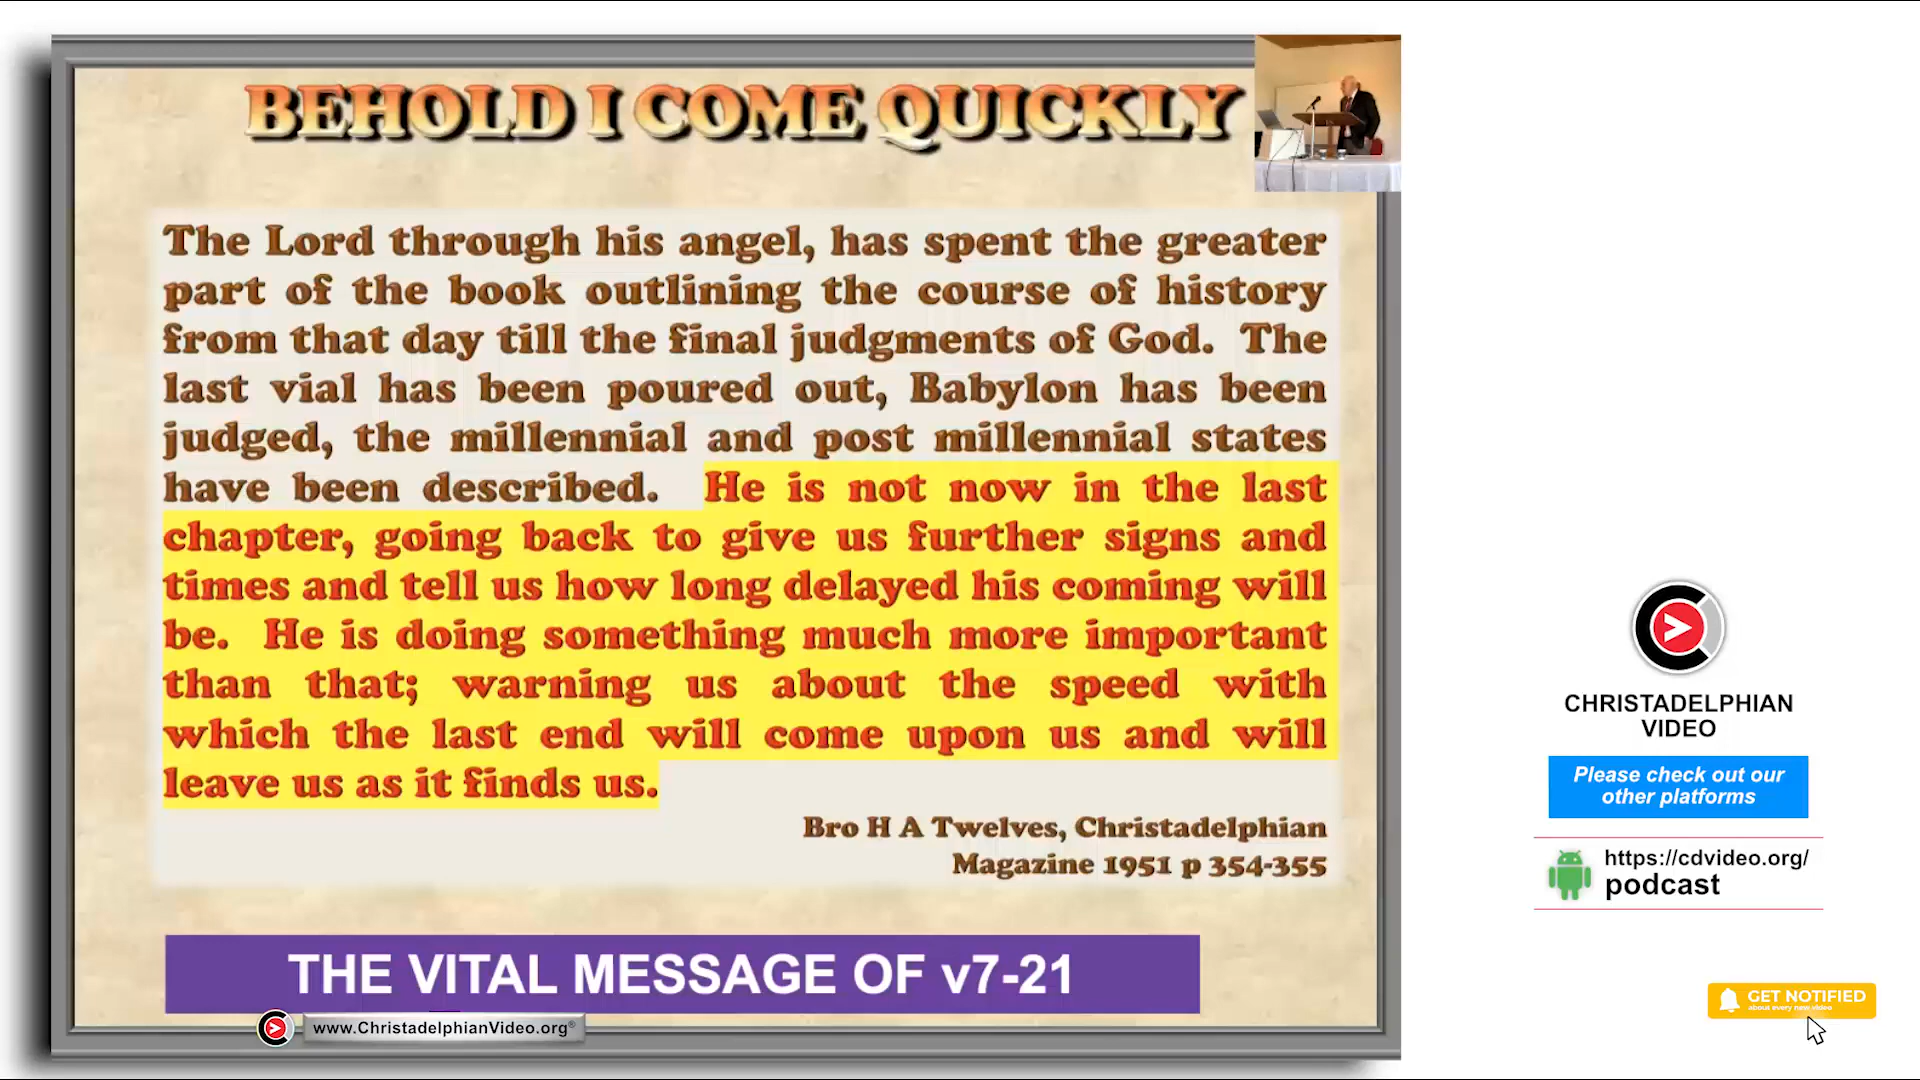 BEHOLD I COME QUICKLY
The Lord through his angel, has spent the greater
part of the book outlining the course of history
from that day till the final judgments of God. The
last vial has been poured out, Babylon has been
judged, the millennial and post millennial states
have been described. He is not now in the last
chapter, going back to give us further signs and
times and tell us how long delayed his coming will
be. He is doing something much more important
than that; warning us about the speed with
which the last end will come upon us and will
leave us as it finds us.
Bro H A Twelves, Christadelphian
Magazine 1951 p 354-355
THE VITAL MESSAGE OF v7-21
www.ChristadelphianVideo.org®
CHRISTADELPHIAN
VIDEO
Please check out our
other platforms
https://cdvideo.org/
podcast
GET NOTIFIED
about every new video